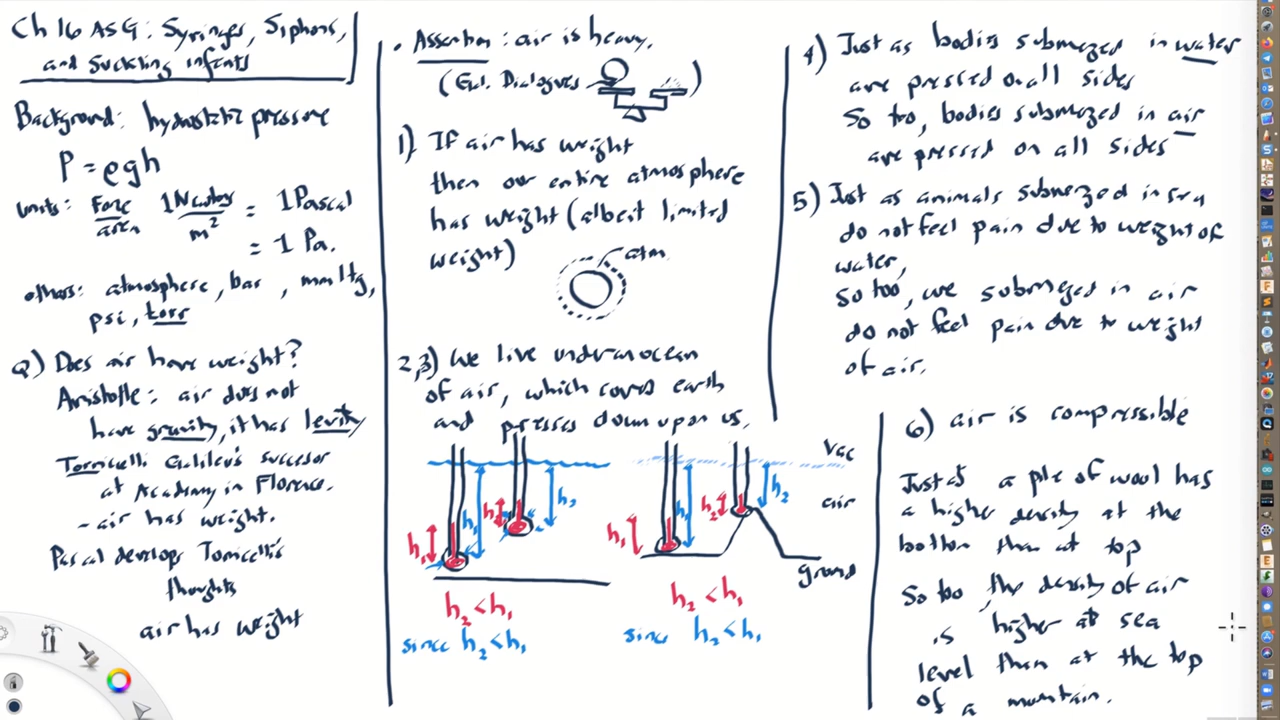 Ch 16 ASG: Syringes, Siphons,
and Suckling infants
Background: hydrostatic pressure
P = ρgh
units: Force/area 1 Newton/m² = 1 Pascal
= 1 Pa.
others: atmosphere, bar, mmHg,
psi, torr
Q) Does air have weight?
Aristotle: air does not
have gravity, it has levity
Torricelli Galileo's successor
at Academy in Florence.
- air has weight.
Pascal develops Torricelli's
thoughts
air has weight
• Assertion: air is heavy.
(Gal. Dialogues )
1) If air has weight
then our entire atmosphere
has weight (albeit limited
weight)
atm
2,3) We live under an ocean
of air, which covers earth
and presses down upon us.
h₁ h₁ h₂ h₂
h₁ h₁ h₂ h₂
Vac
air
ground
h₂ < h₁
since h₂ < h₁
h₂ < h₁
since h₂ < h₁
4) Just as bodies submerged in water
are pressed on all sides
So too, bodies submerged in air
are pressed on all sides
5) Just as animals submerged in sea
do not feel pain due to weight of
water,
so too, we submerged in air
do not feel pain due to weight
of air.
6) air is compressible
Just as a pile of wool has
a higher density at the
bottom than at top
So too, the density of air
is higher at sea
level than at the top
of a mountain.